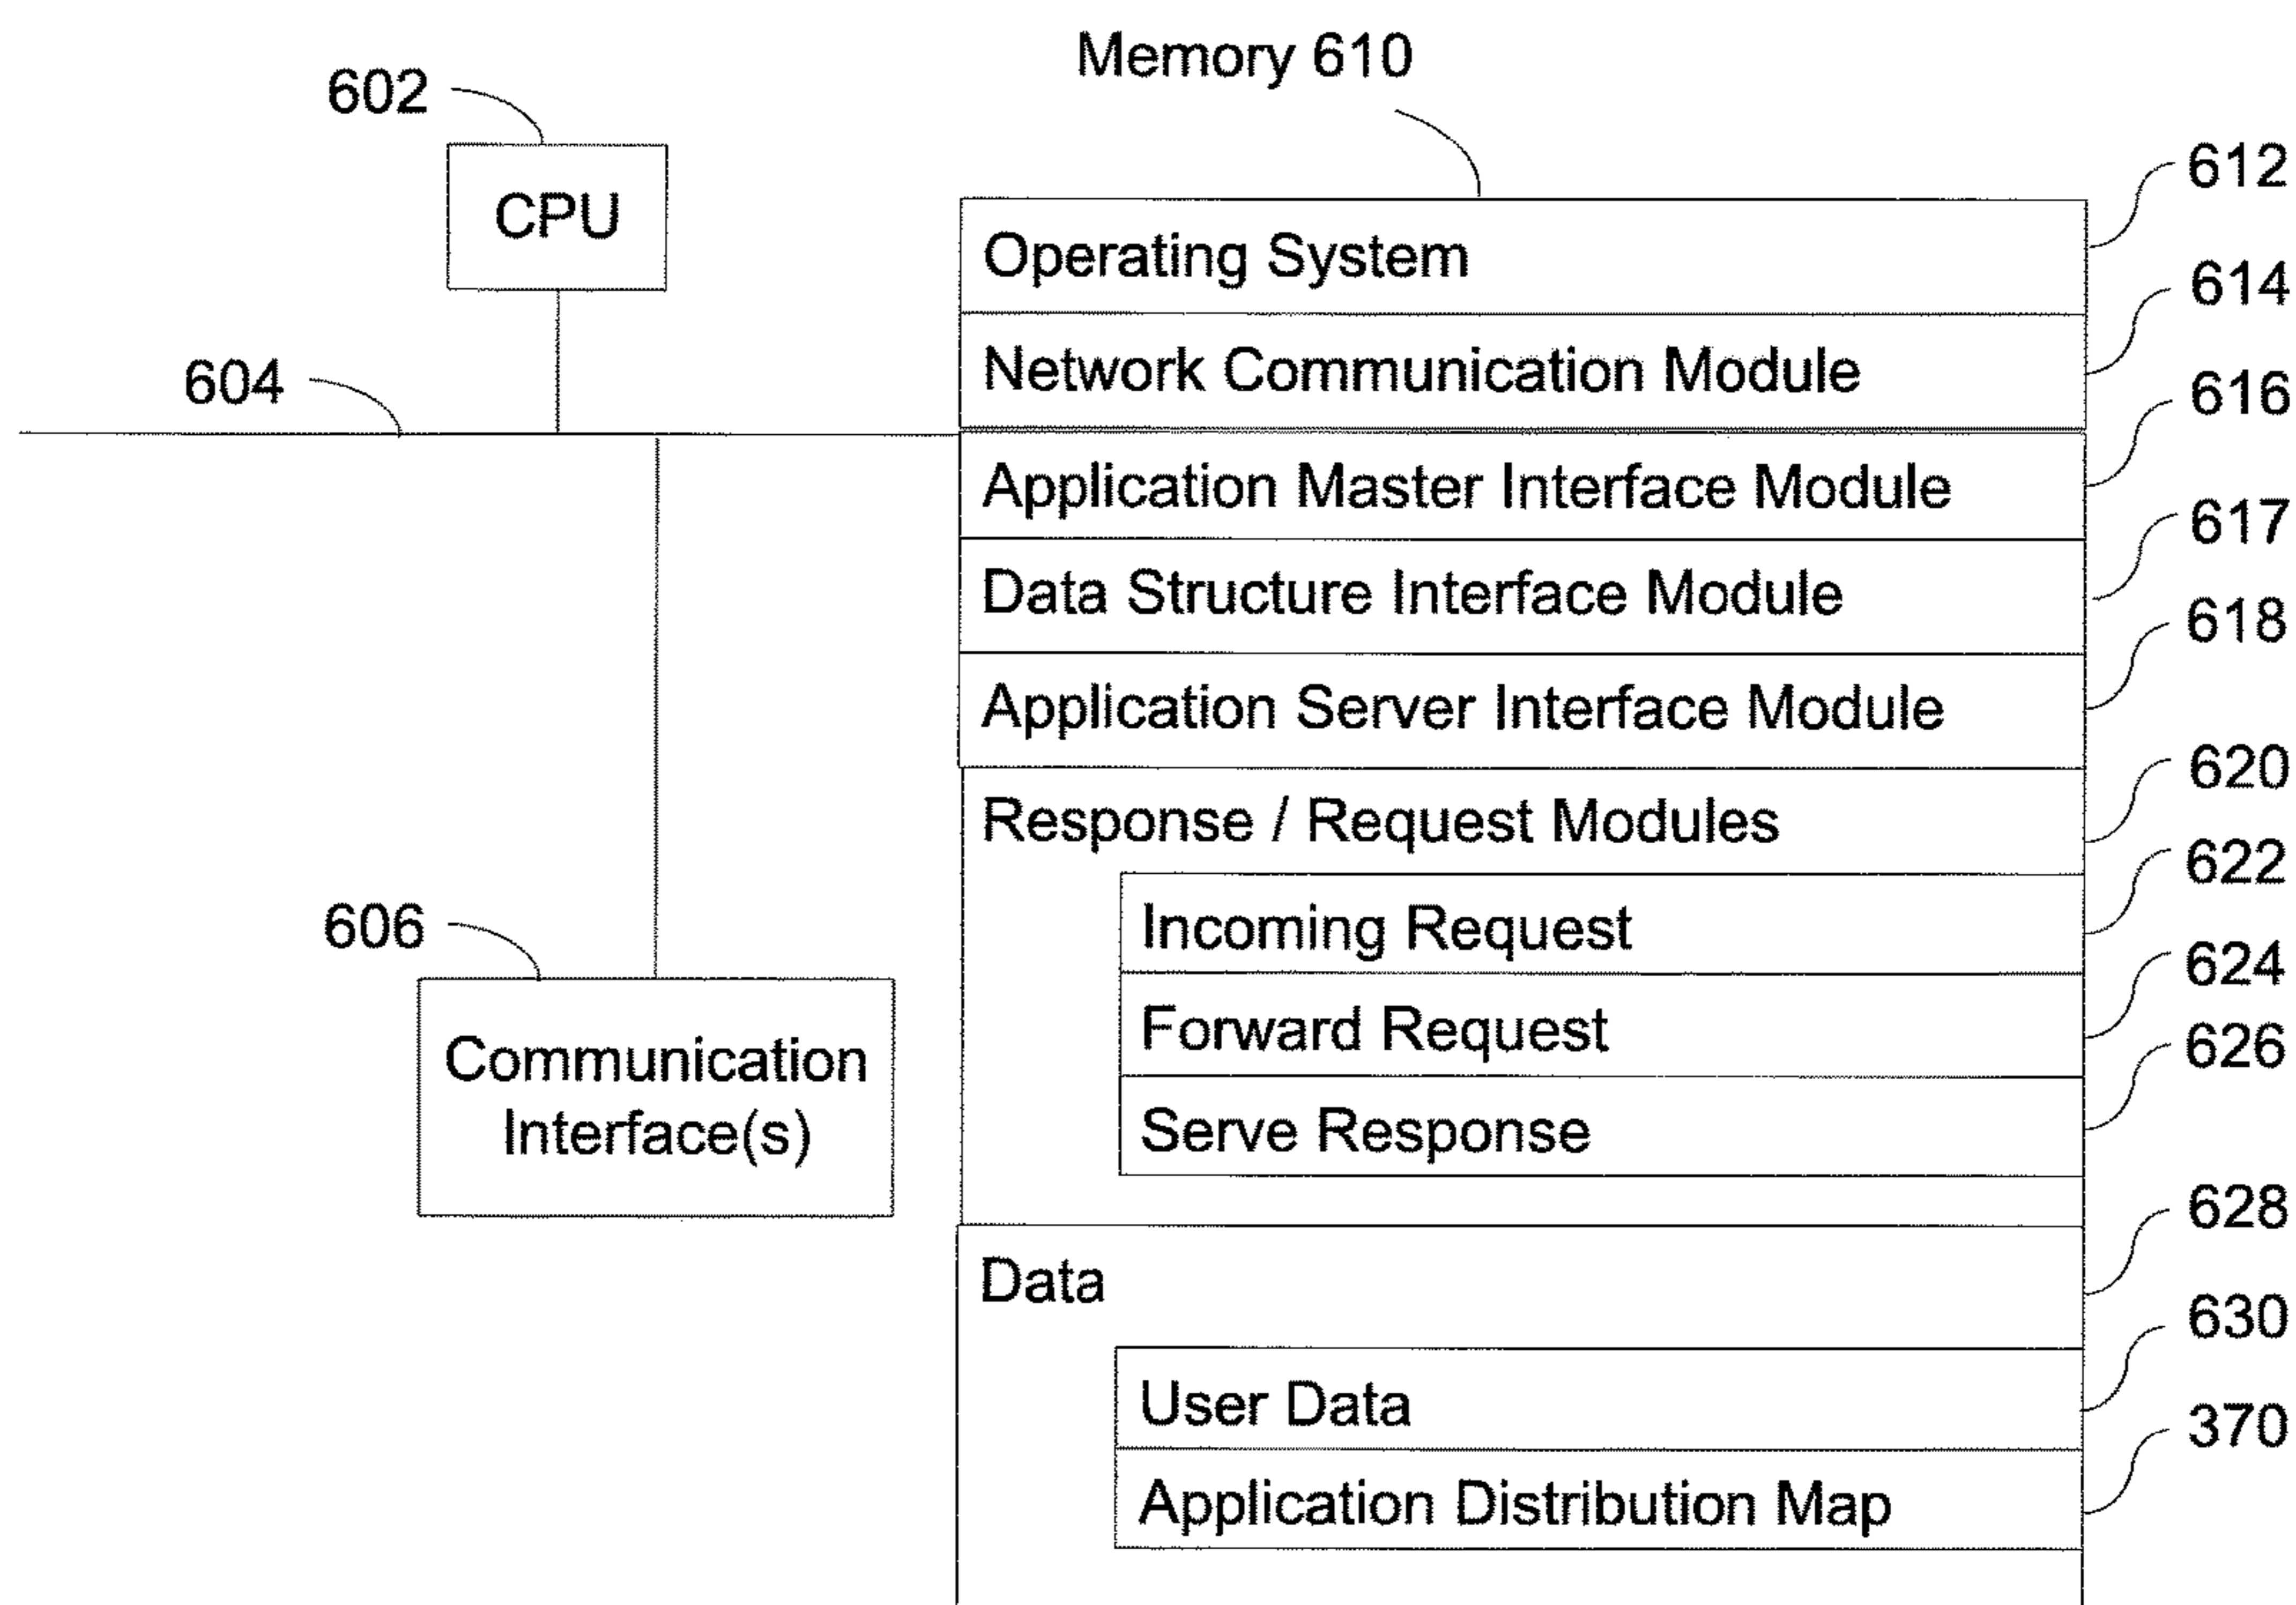 Memory 610
602
CPU
612
Operating System
614
Network Communication Module
604
616
Application Master Interface Module
617
Data Structure Interface Module
618
Application Server Interface Module
620
Response / Request Modules
622
Incoming Request
606
624
Forward Request
Communication
Interface(s)
626
Serve Response
628
Data
630
User Data
370
Application Distribution Map